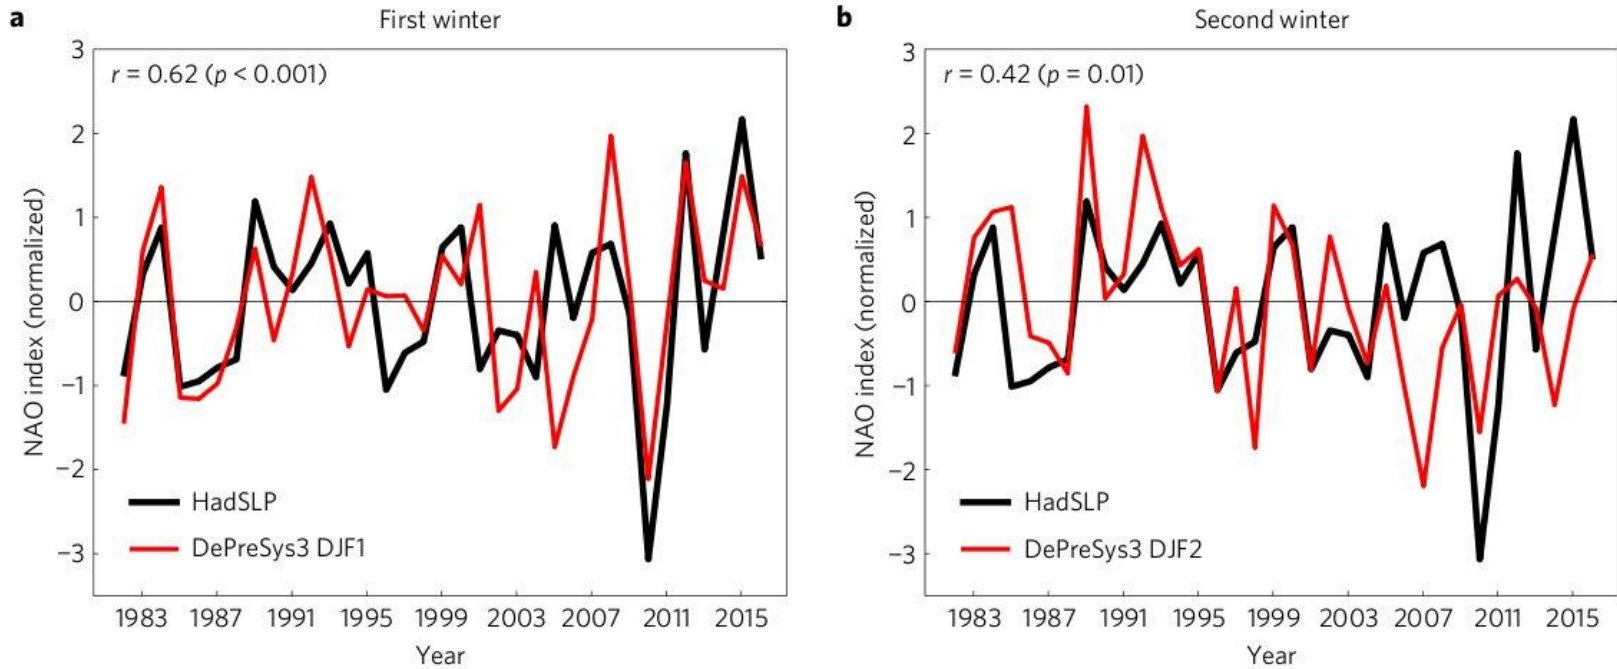 a
First winter
r = 0.62 (p < 0.001)
NAO index (normalized)
3
2
1
0
−1
−2
−3
HadSLP
DePreSys3 DJF1
1983 1987 1991 1995 1999 2003 2007 2011 2015
Year
b
Second winter
r = 0.42 (p = 0.01)
NAO index (normalized)
3
2
1
0
−1
−2
−3
HadSLP
DePreSys3 DJF2
1983 1987 1991 1995 1999 2003 2007 2011 2015
Year